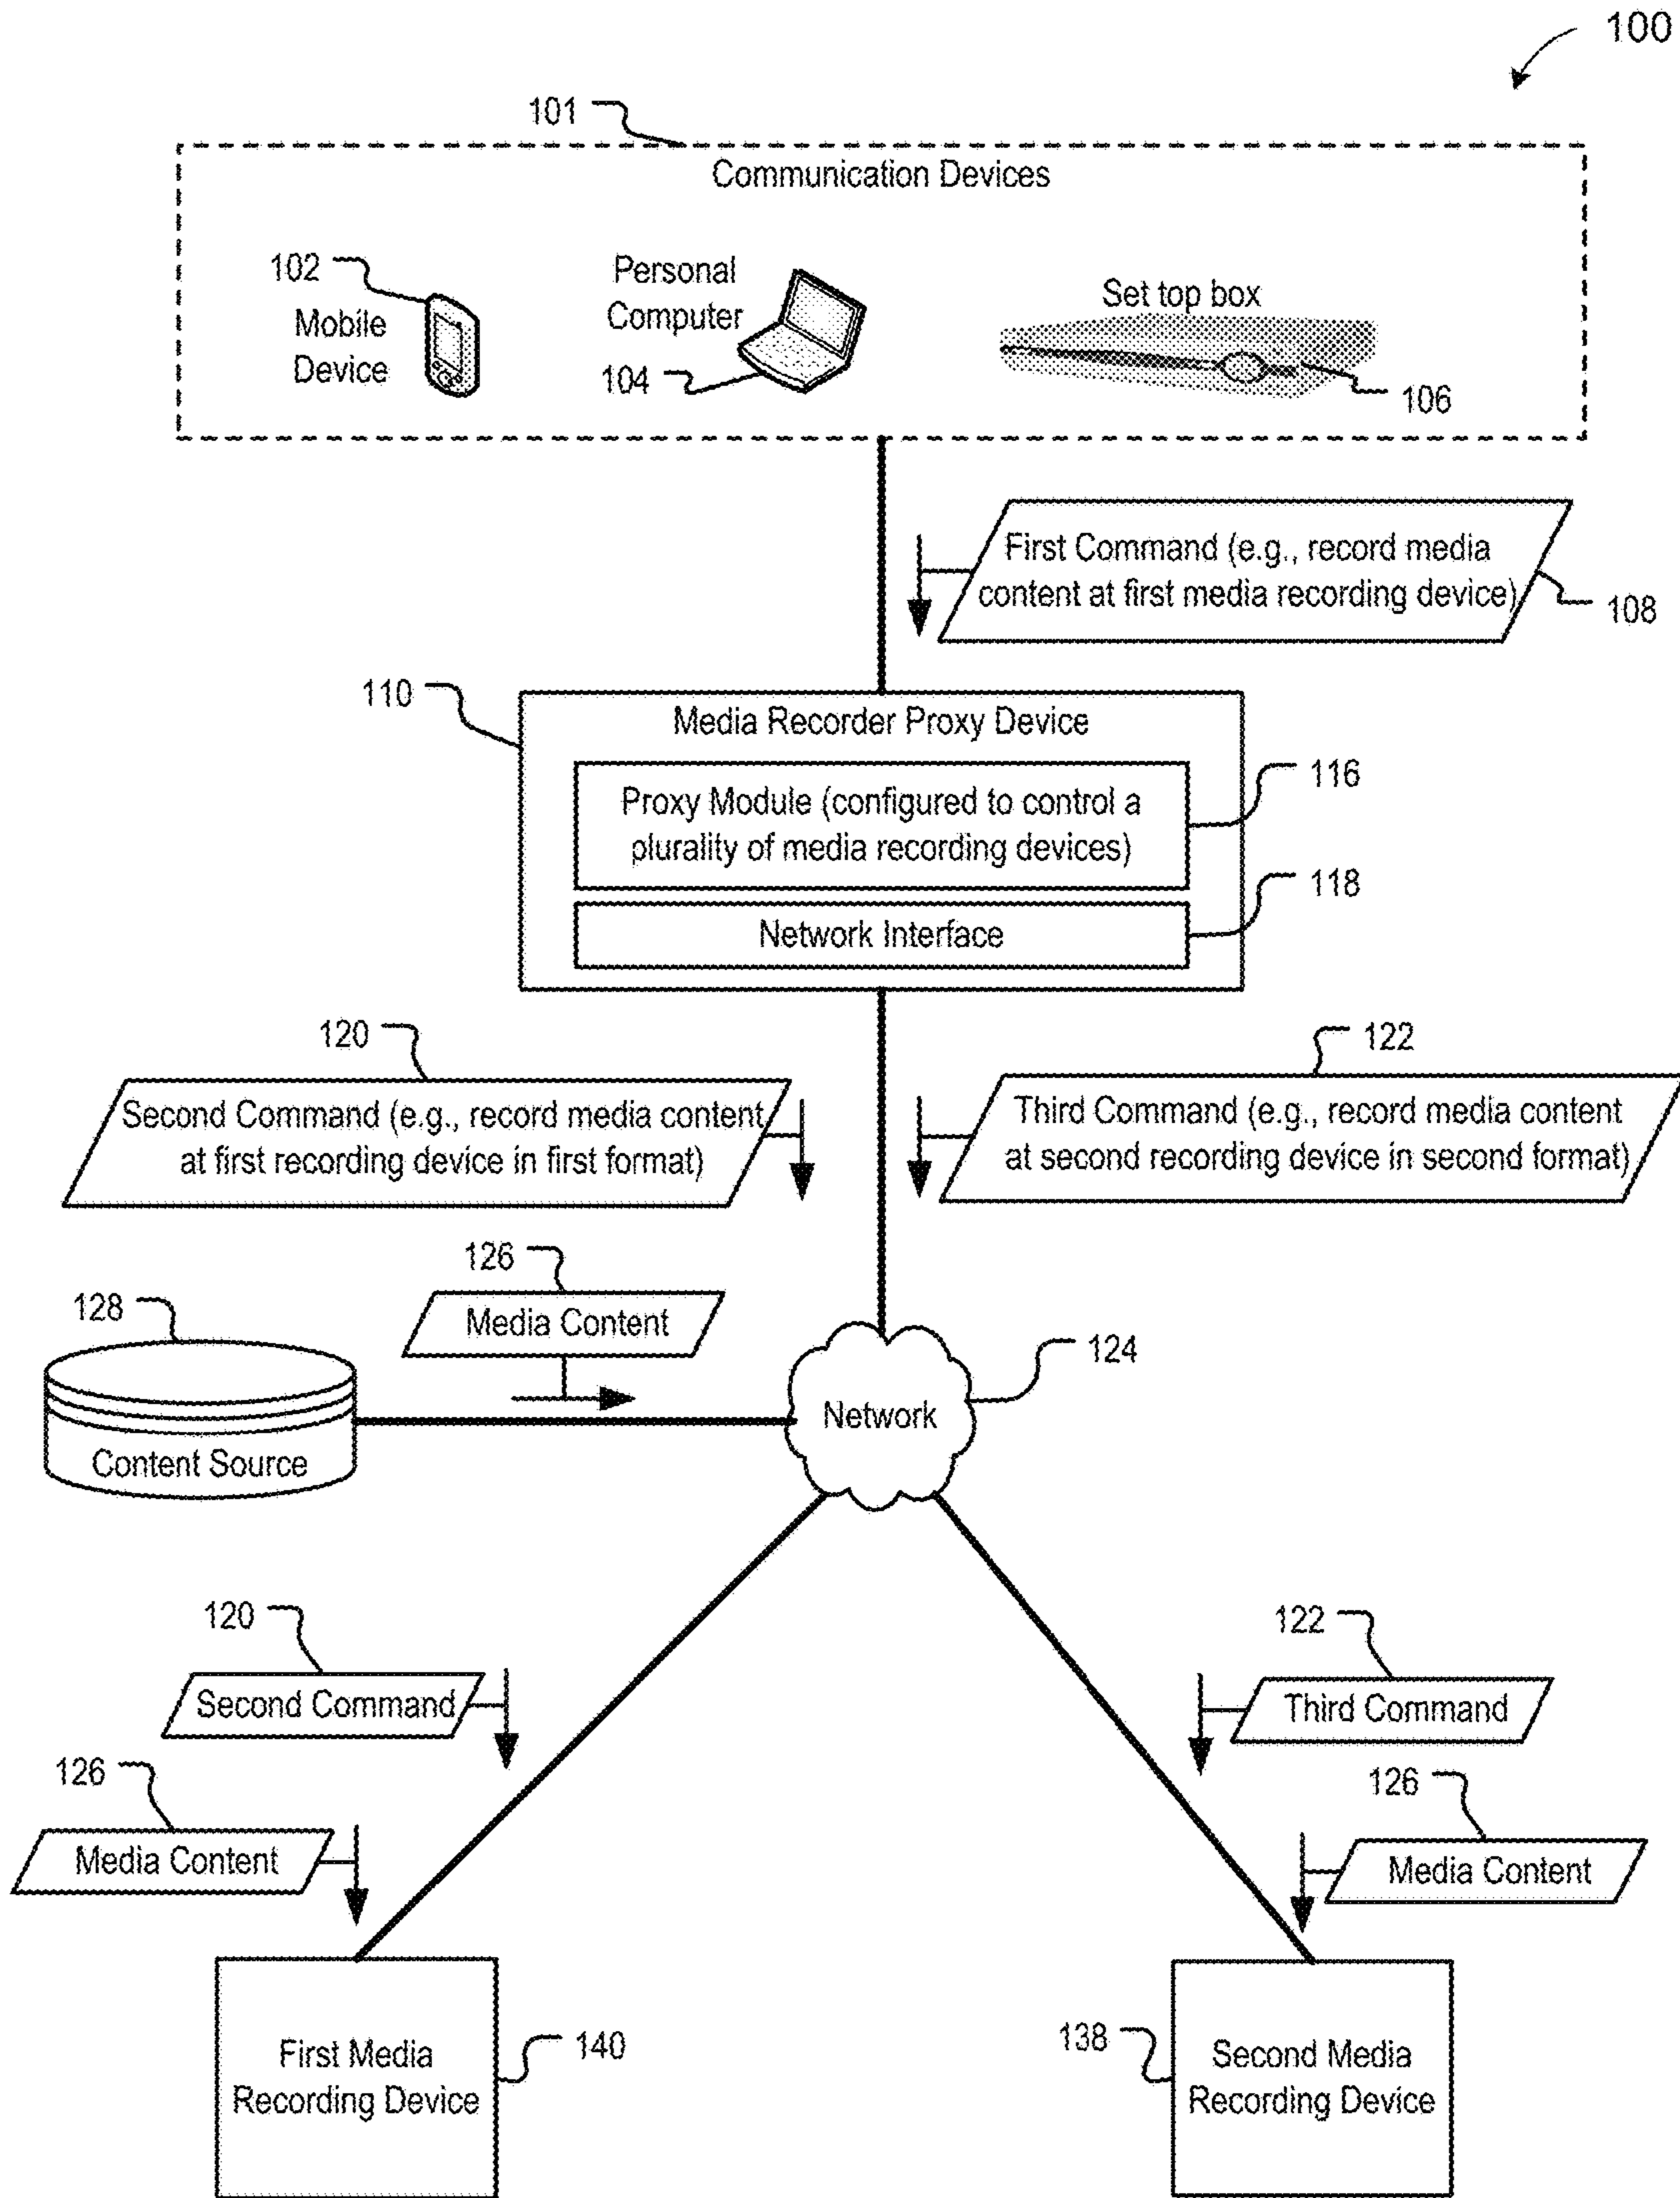 100
101
Communication Devices
102
Mobile
Device
Personal
Computer
104
Set top box
106
First Command (e.g., record media
content at first media recording device)
108
110
Media Recorder Proxy Device
Proxy Module (configured to control a
plurality of media recording devices)
116
Network Interface
118
120
Second Command (e.g., record media content
at first recording device in first format)
122
Third Command (e.g., record media content
at second recording device in second format)
126
Media Content
128
Content Source
Network
124
120
Second Command
122
Third Command
126
Media Content
126
Media Content
First Media
Recording Device
140
138
Second Media
Recording Device